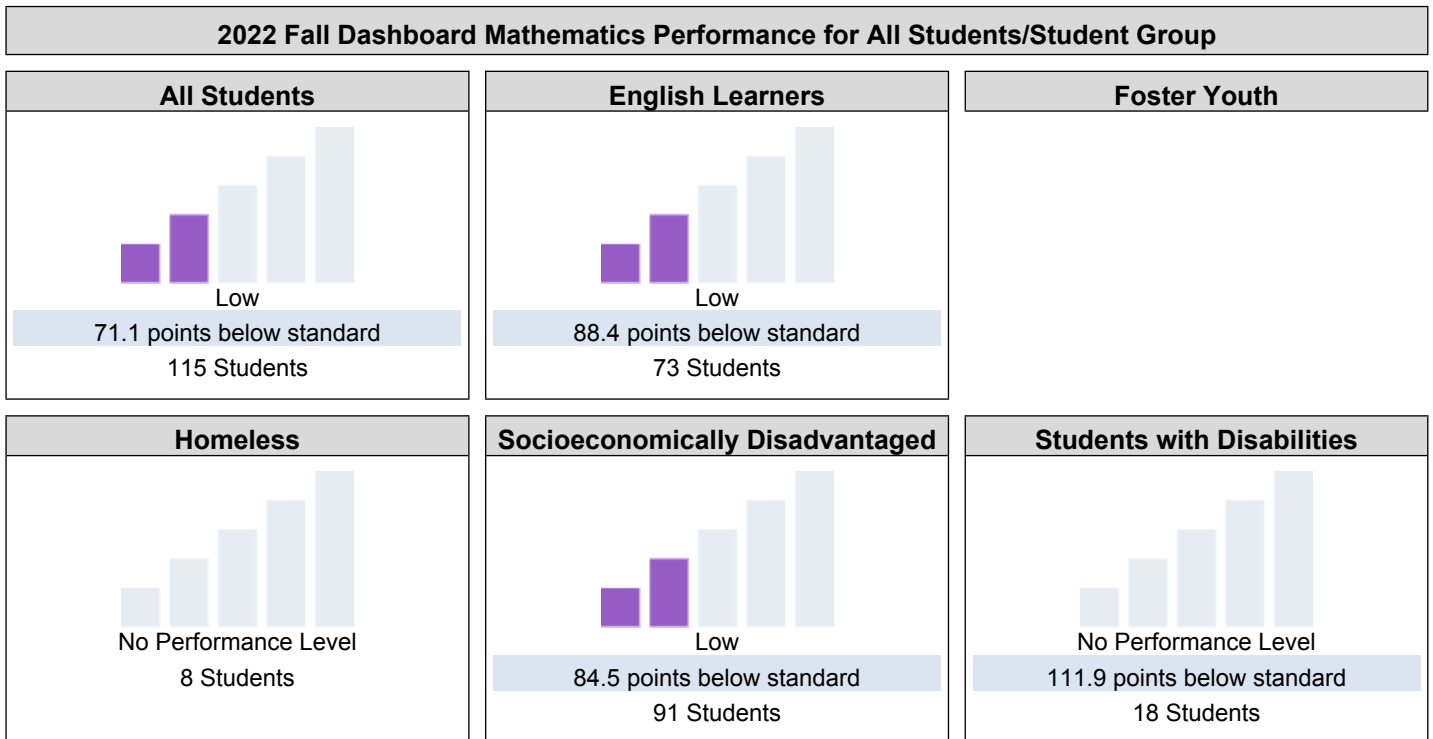 2022 Fall Dashboard Mathematics Performance for All Students/Student Group
All Students
Low
71.1 points below standard
115 Students
English Learners
Low
88.4 points below standard
73 Students
Foster Youth
Homeless
No Performance Level
8 Students
Socioeconomically Disadvantaged
Low
84.5 points below standard
91 Students
Students with Disabilities
No Performance Level
111.9 points below standard
18 Students